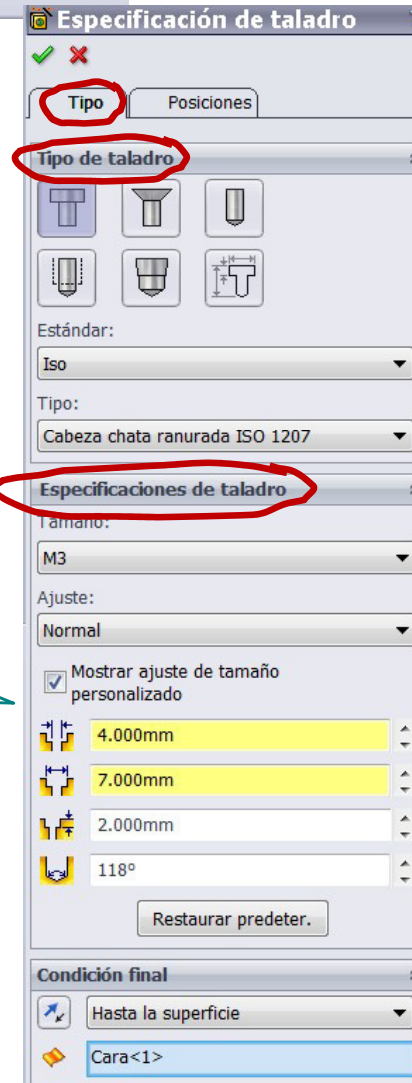 Especificación de taladro
Tipo
Posiciones
Tipo de taladro
Estándar:
Iso
Tipo:
Cabeza chata ranurada ISO 1207
Especificaciones de taladro
Tamaño:
M3
Ajuste:
Normal
Mostrar ajuste de tamaño
personalizado
4.000mm
7.000mm
2.000mm
118º
Restaurar predeter.
Condición final
Hasta la superficie
Cara<1>